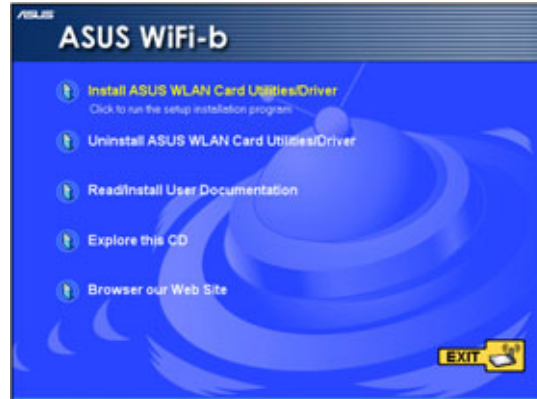 ASUS
ASUS WiFi-b
Install ASUS WLAN Card Utilities/Driver
Click to run the setup installation program
Uninstall ASUS WLAN Card Utilities/Driver
Read/Install User Documentation
Explore this CD
Browser our Web Site
EXIT